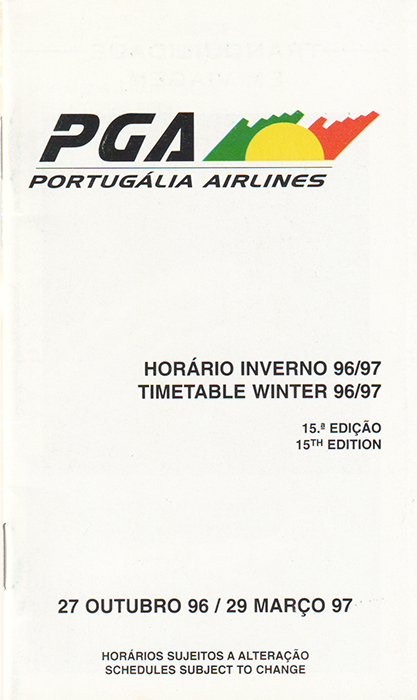 PGA
PORTUGÁLIA AIRLINES
HORÁRIO INVERNO 96/97
TIMETABLE WINTER 96/97
15.ª EDIÇÃO
15TH EDITION
27 OUTUBRO 96 / 29 MARÇO 97
HORÁRIOS SUJEITOS A ALTERAÇÃO
SCHEDULES SUBJECT TO CHANGE